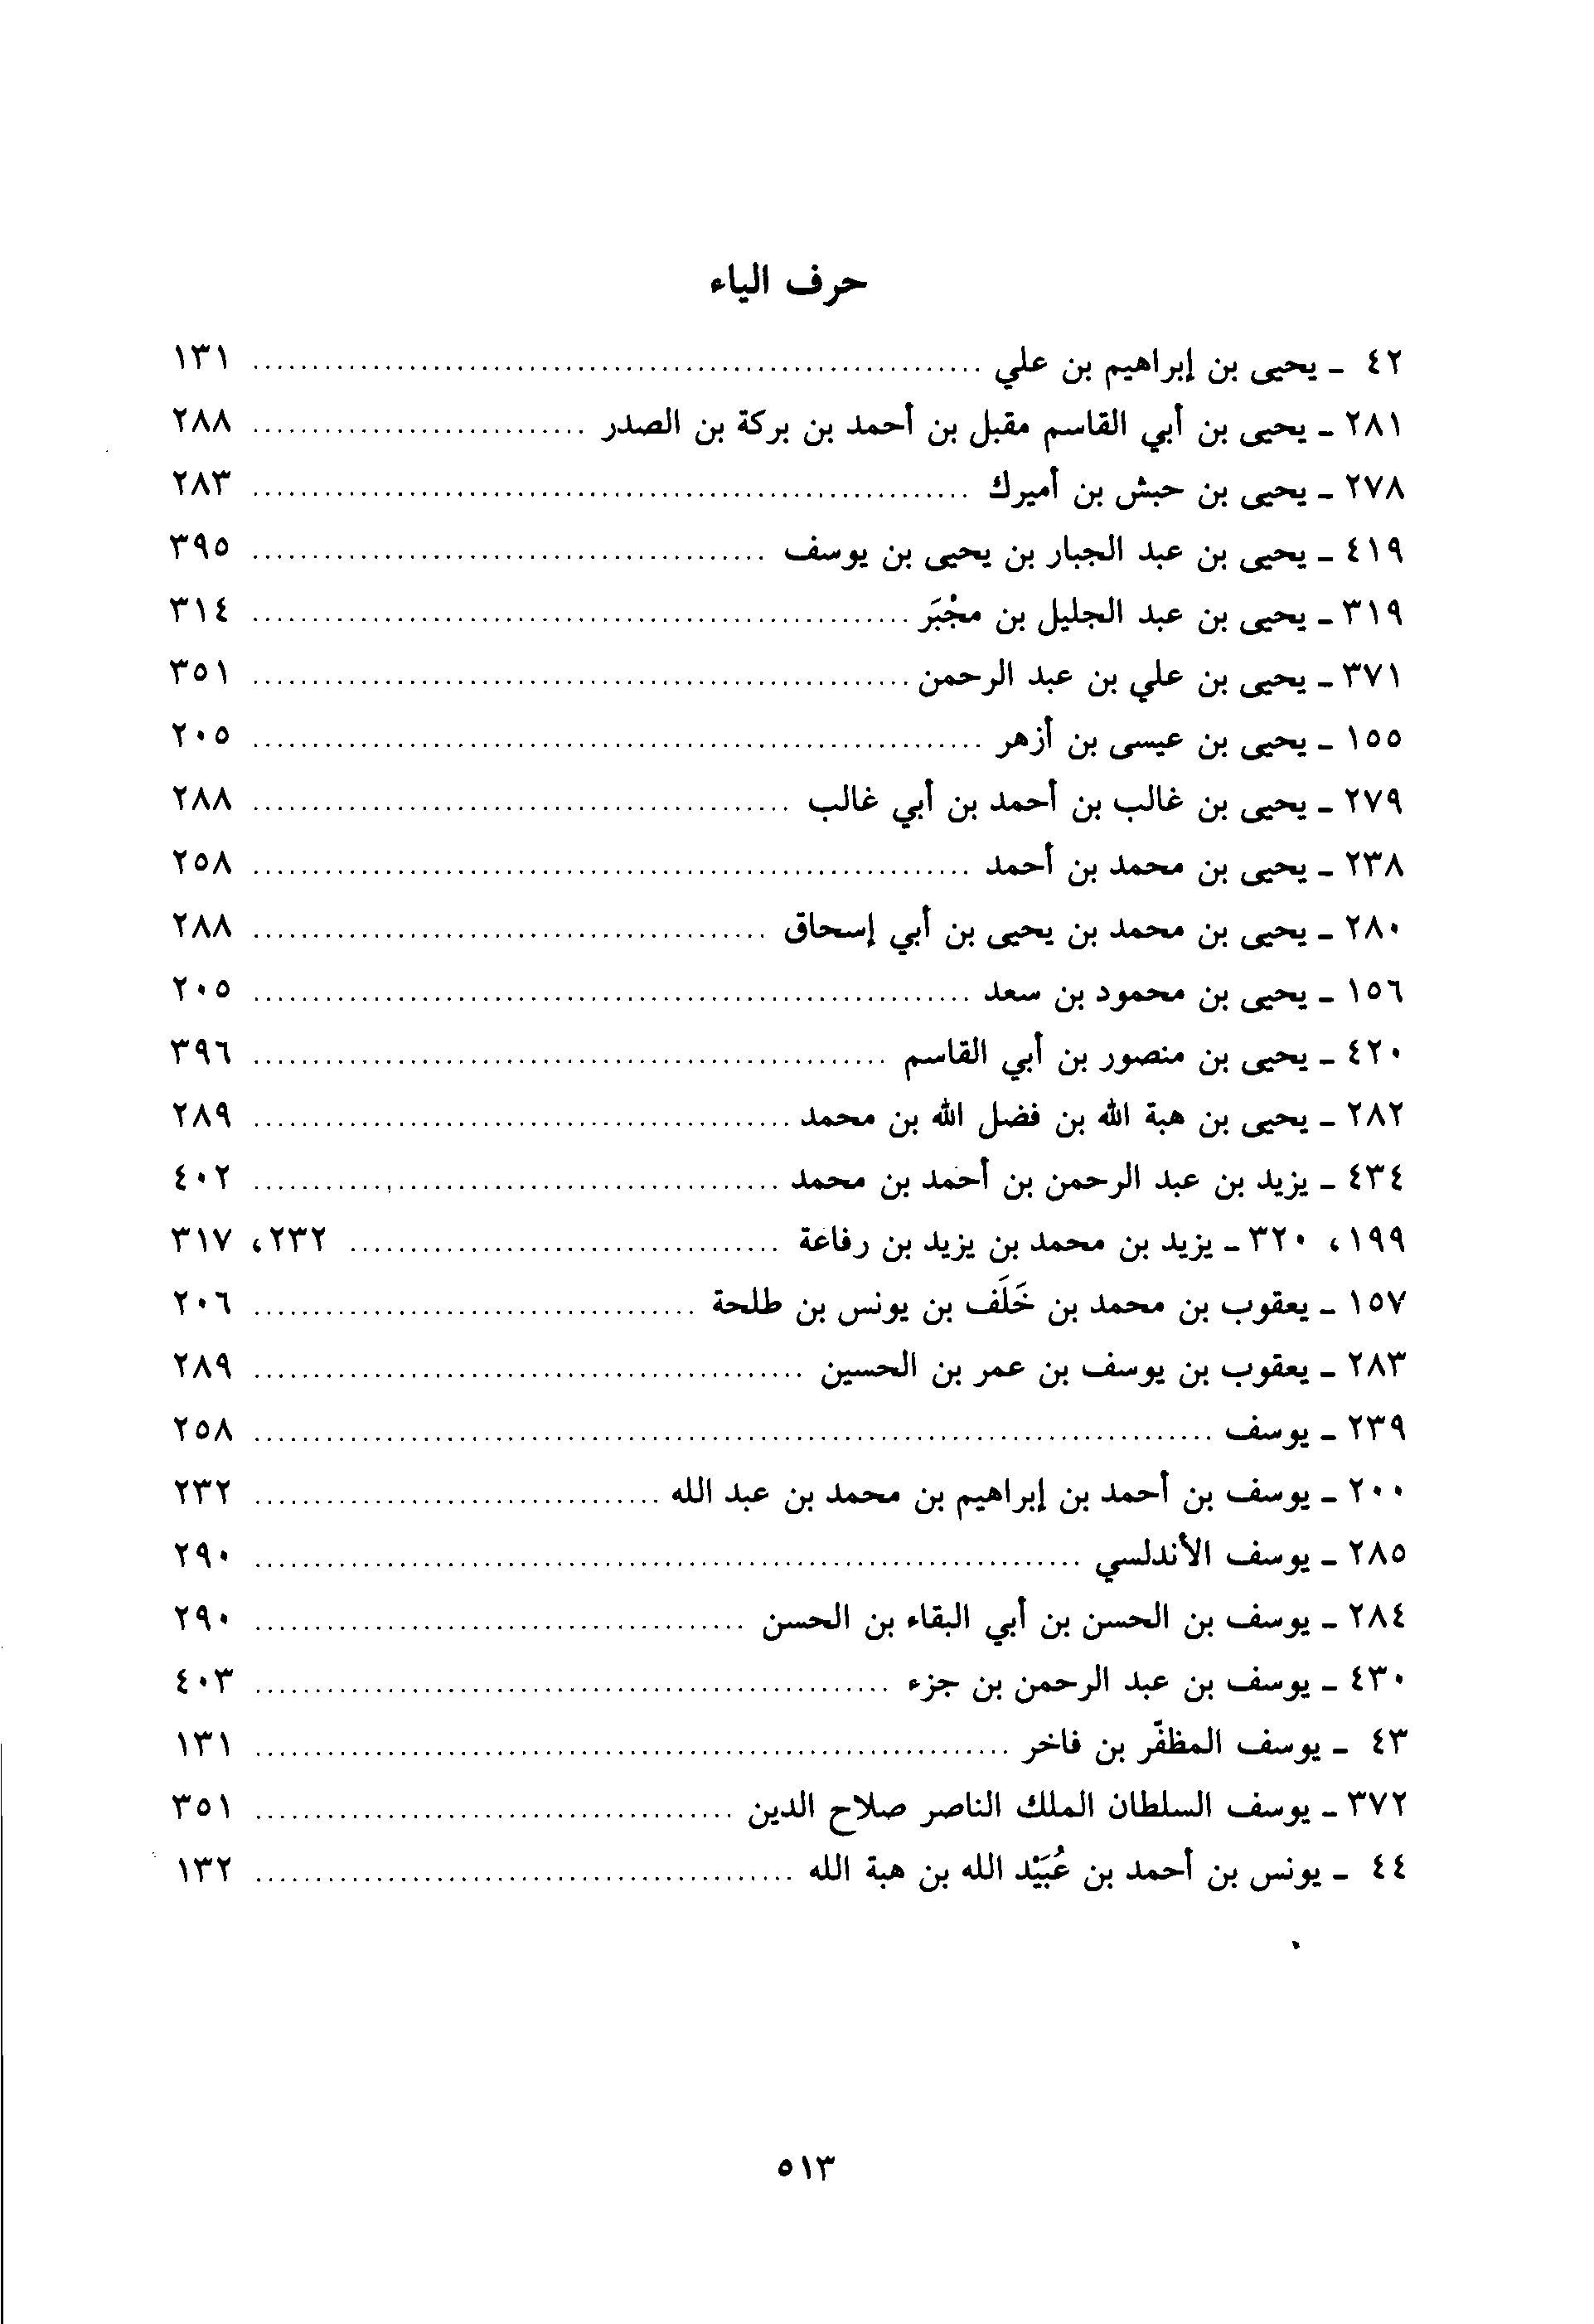 حرف الياء
٤٢ - يحيى بن إبراهيم بن علي ........ ١٣١
٢٨١ - يحيى بن أبي القاسم مقبل بن أحمد بن بركة بن الصدر ........ ٢٨٨
٢٧٨ - يحيى بن حبش بن أميرك ........ ٢٨٣
٤١٩ - يحيى بن عبد الجبار بن يحيى بن يوسف ........ ٣٩٥
٣١٩ - يحيى بن عبد الجليل بن مجْبَر ........ ٣١٤
٣٧١ - يحيى بن علي بن عبد الرحمن ........ ٣٥١
١٥٥ - يحيى بن عيسى بن أزهر ........ ٢٠٥
٢٧٩ - يحيى بن غالب بن أحمد بن أبي غالب ........ ٢٨٨
٢٣٨ - يحيى بن محمد بن أحمد ........ ٢٥٨
٢٨٠ - يحيى بن محمد بن يحيى بن أبي إسحاق ........ ٢٨٨
١٥٦ - يحيى بن محمود بن سعد ........ ٢٠٥
٤٢٠ - يحيى بن منصور بن أبي القاسم ........ ٣٩٦
٢٨٢ - يحيى بن هبة الله بن فضل الله بن محمد ........ ٢٨٩
٤٣٤ - يزيد بن عبد الرحمن بن أحمد بن محمد ........ ٤٠٢
١٩٩، ٣٢٠ - يزيد بن محمد بن يزيد بن رفاعة ........ ٢٣٢، ٣١٧
١٥٧ - يعقوب بن محمد بن خَلَف بن يونس بن طلحة ........ ٢٠٦
٢٨٣ - يعقوب بن يوسف بن عمر بن الحسين ........ ٢٨٩
٢٣٩ - يوسف ........ ٢٥٨
٢٠٠ - يوسف بن أحمد بن إبراهيم بن محمد بن عبد الله ........ ٢٣٢
٢٨٥ - يوسف الأندلسي ........ ٢٩٠
٢٨٤ - يوسف بن الحسن بن أبي البقاء بن الحسن ........ ٢٩٠
٤٣٠ - يوسف بن عبد الرحمن بن جزء ........ ٤٠٣
٤٣ - يوسف المظفّر بن فاخر ........ ١٣١
٣٧٢ - يوسف السلطان الملك الناصر صلاح الدين ........ ٣٥١
٤٤ - يونس بن أحمد بن عُبَيْد الله بن هبة الله ........ ١٣٢
٥١٣